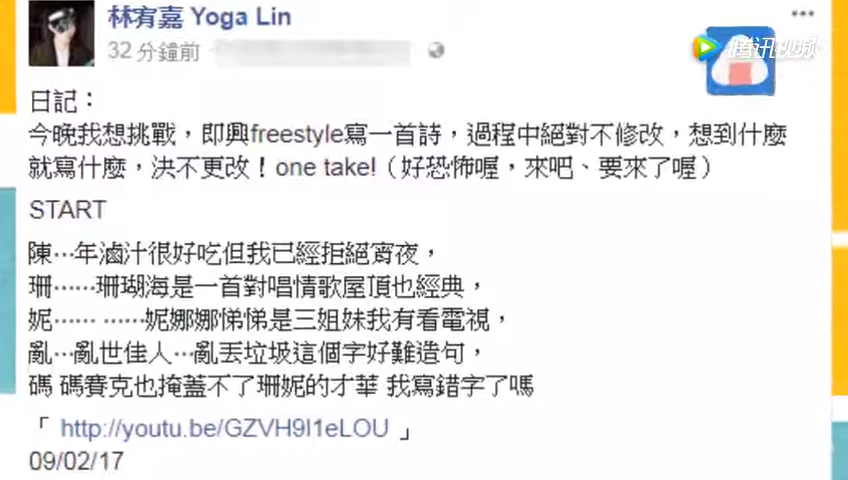 林宥嘉 Yoga Lin
32 分鐘前
腾讯视频
日記：
今晚我想挑戰，即興freestyle寫一首詩，過程中絕對不修改，想到什麼
就寫什麼，決不更改！one take!（好恐怖喔，來吧、要來了喔）
START
陳…年滷汁很好吃但我已經拒絕宵夜，
珊……珊瑚海是一首對唱情歌屋頂也經典，
妮…… ……妮娜娜悌悌是三姐妹我有看電視，
亂…亂世佳人…亂丟垃圾這個字好難造句，
碼 碼賽克也掩蓋不了珊妮的才華 我寫錯字了嗎
「 http://youtu.be/GZVH9I1eLOU 」
09/02/17